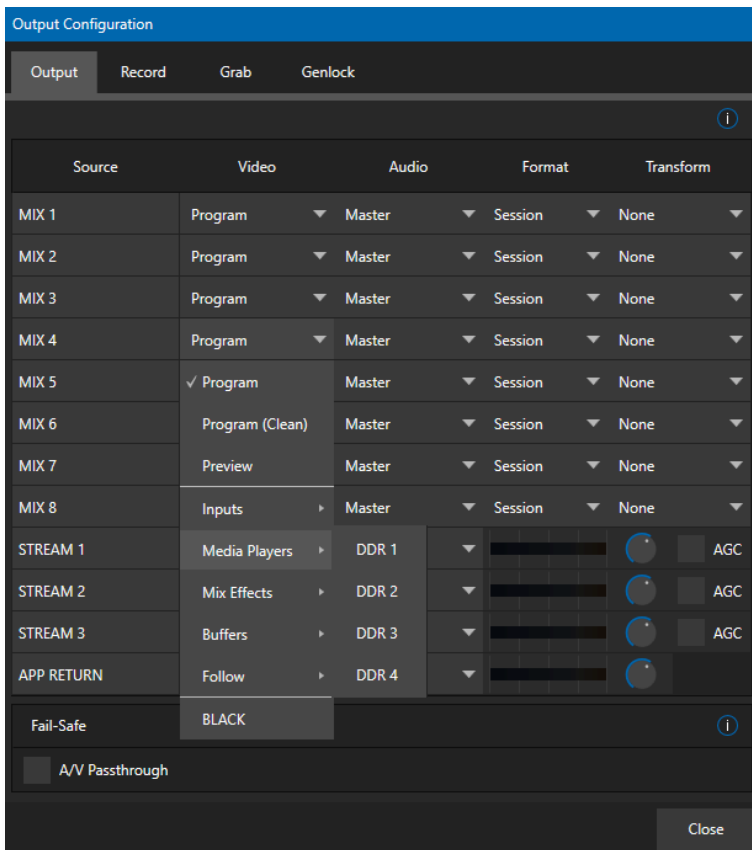 Output Configuration
Output Record Grab Genlock
Source Video Audio Format Transform
MIX 1 Program Master Session None
MIX 2 Program Master Session None
MIX 3 Program Master Session None
MIX 4 Program Master Session None
MIX 5 ✓ Program Master Session None
MIX 6 Program (Clean) Master Session None
MIX 7 Preview Master Session None
MIX 8 Inputs Master Session None
STREAM 1 Media Players DDR 1 AGC
STREAM 2 Mix Effects DDR 2 AGC
STREAM 3 Buffers DDR 3 AGC
APP RETURN Follow DDR 4
Fail-Safe BLACK
A/V Passthrough
Close